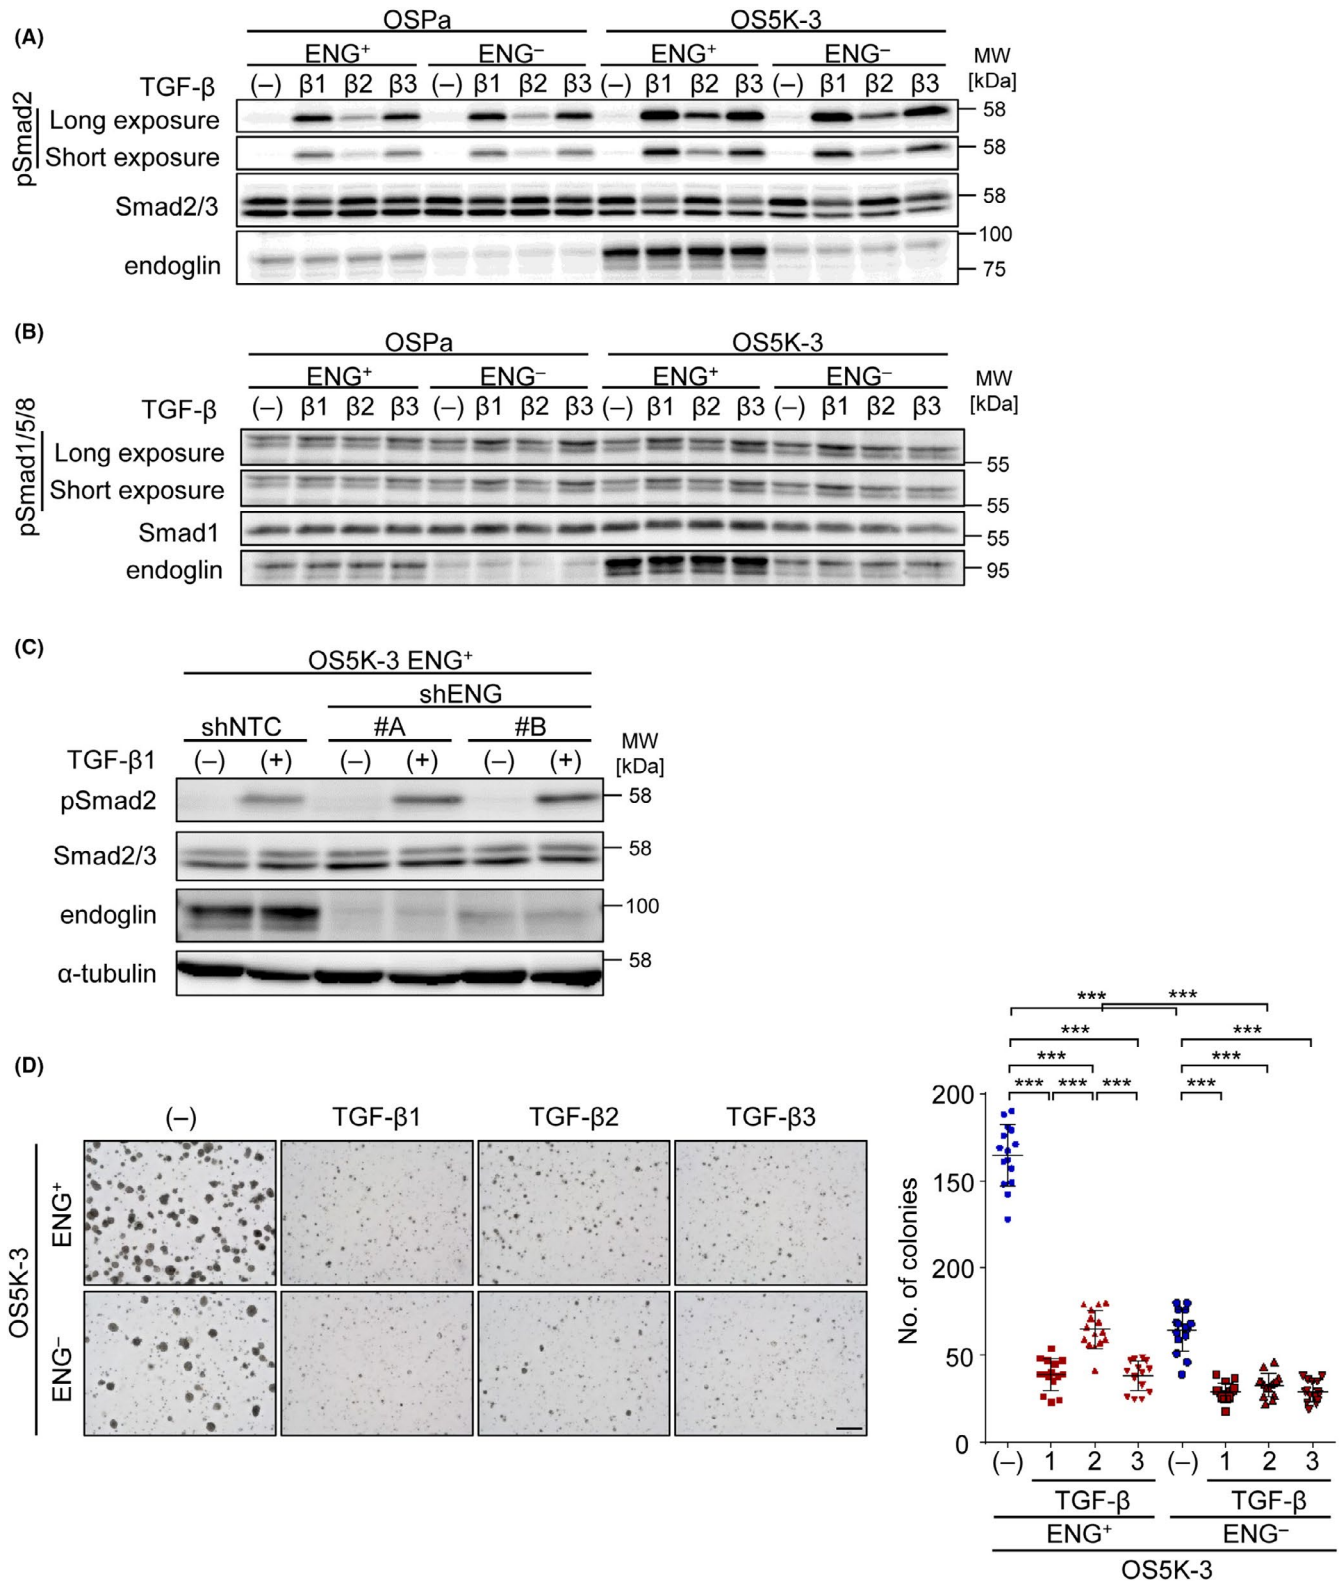 (A)
OSPa OS5K-3
ENG⁺ ENG⁻ ENG⁺ ENG⁻ MW
TGF-β (–) β1 β2 β3 (–) β1 β2 β3 (–) β1 β2 β3 (–) β1 β2 β3 [kDa]
pSmad2
Long exposure 58
Short exposure 58
Smad2/3 58
100
endoglin 75
(B)
OSPa OS5K-3
ENG⁺ ENG⁻ ENG⁺ ENG⁻ MW
TGF-β (–) β1 β2 β3 (–) β1 β2 β3 (–) β1 β2 β3 (–) β1 β2 β3 [kDa]
pSmad1/5/8
Long exposure 55
Short exposure 55
Smad1 55
endoglin 95
(C)
OS5K-3 ENG⁺
shENG
shNTC #A #B MW
TGF-β1 (–) (+) (–) (+) (–) (+) [kDa]
pSmad2 58
Smad2/3 58
endoglin 100
α-tubulin 58
(D)
(–) TGF-β1 TGF-β2 TGF-β3
OS5K-3
ENG⁺
ENG⁻
*** ***
*** ***
*** ***
*** *** *** ***
No. of colonies
200
150
200
50
0
(–) 1 2 3 (–) 1 2 3
TGF-β TGF-β
ENG⁺ ENG⁻
OS5K-3